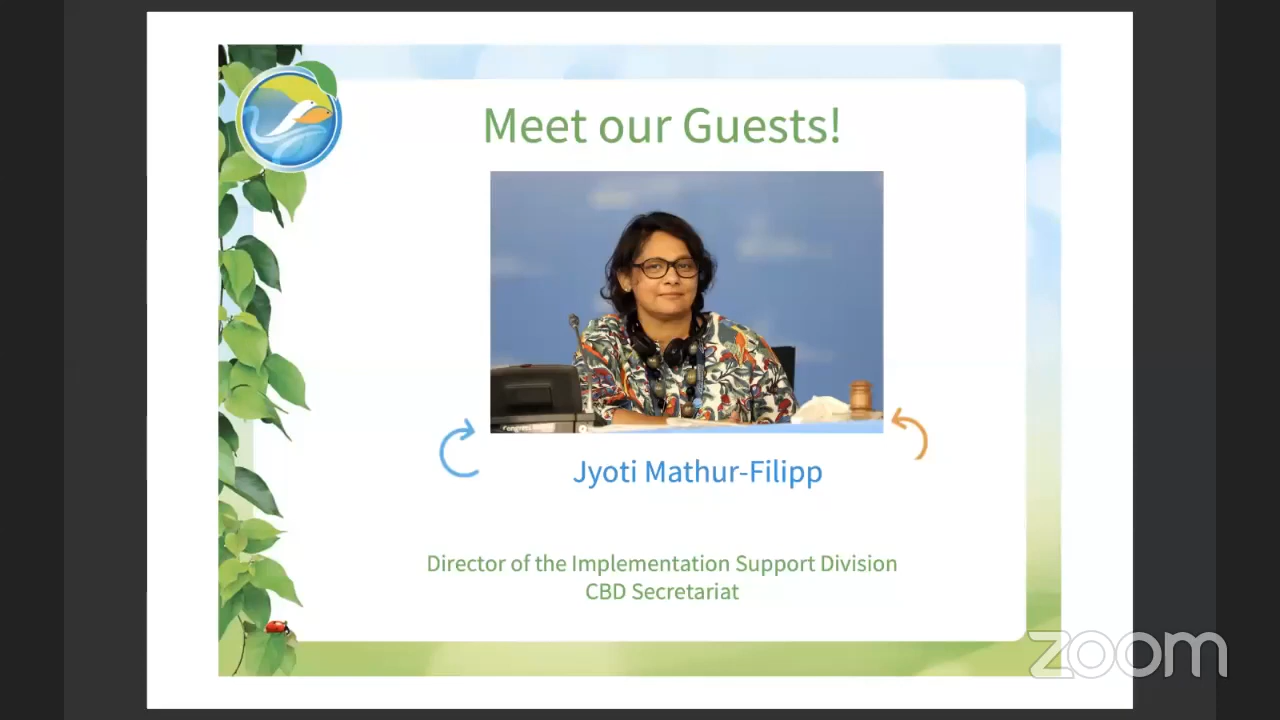 Meet our Guests!
Jyoti Mathur-Filipp
Director of the Implementation Support Division
CBD Secretariat
zoom